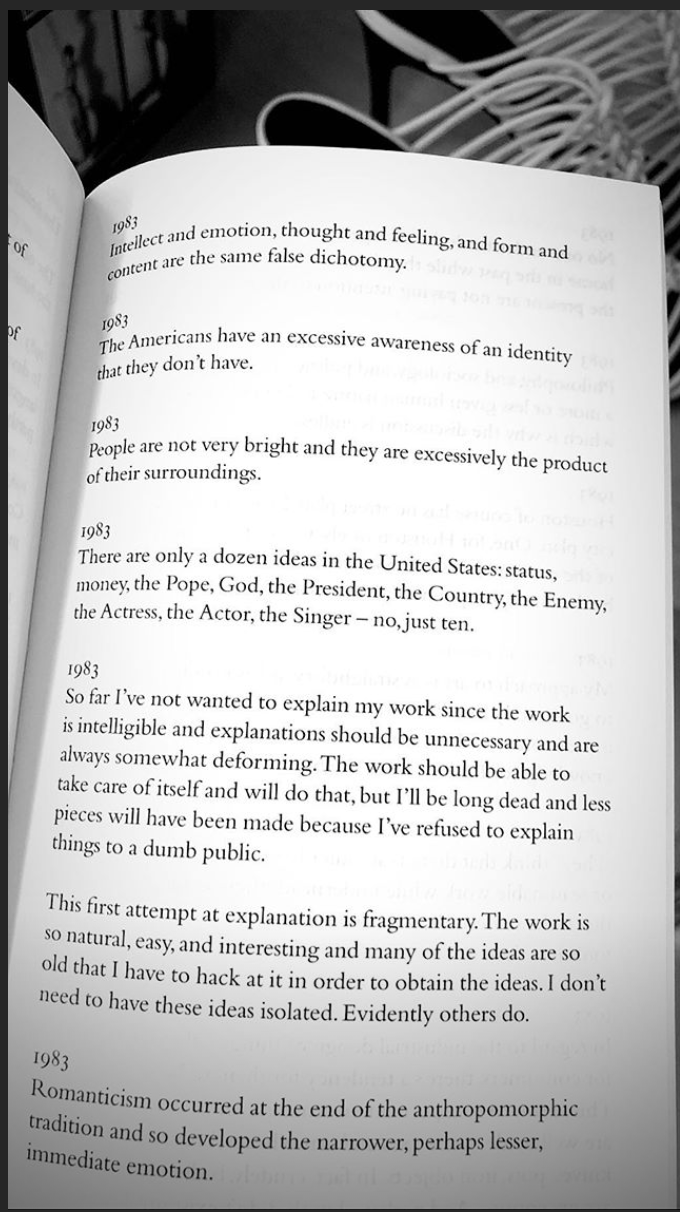 of
of
1983
Intellect and emotion, thought and feeling, and form and
content are the same false dichotomy.
1983
The Americans have an excessive awareness of an identity
that they don't have.
1983
People are not very bright and they are excessively the product
of their surroundings.
1983
There are only a dozen ideas in the United States: status,
money, the Pope, God, the President, the Country, the Enemy,
the Actress, the Actor, the Singer – no, just ten.
1983
So far I've not wanted to explain my work since the work
is intelligible and explanations should be unnecessary and are
always somewhat deforming. The work should be able to
take care of itself and will do that, but I'll be long dead and less
pieces will have been made because I've refused to explain
things to a dumb public.
This first attempt at explanation is fragmentary. The work is
so natural, easy, and interesting and many of the ideas are so
old that I have to hack at it in order to obtain the ideas. I don't
need to have these ideas isolated. Evidently others do.
1983
Romanticism occurred at the end of the anthropomorphic
tradition and so developed the narrower, perhaps lesser,
immediate emotion.